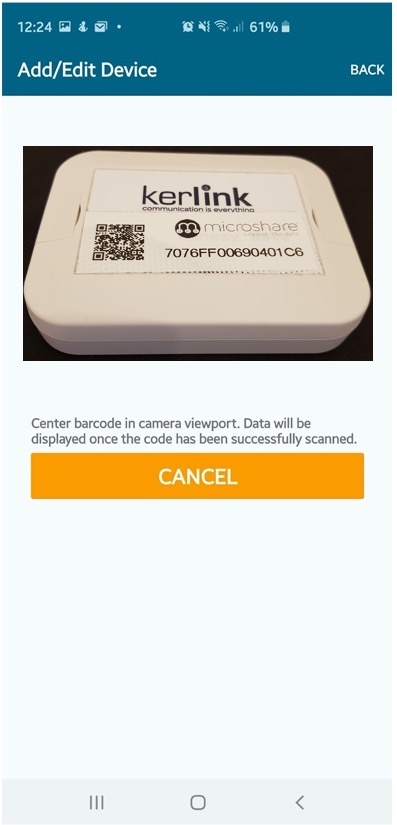 12:24 61%
Add/Edit Device BACK
kerlink
communication is everything
microshare
7076FF00690401C6
Center barcode in camera viewport. Data will be
displayed once the code has been successfully scanned.
CANCEL